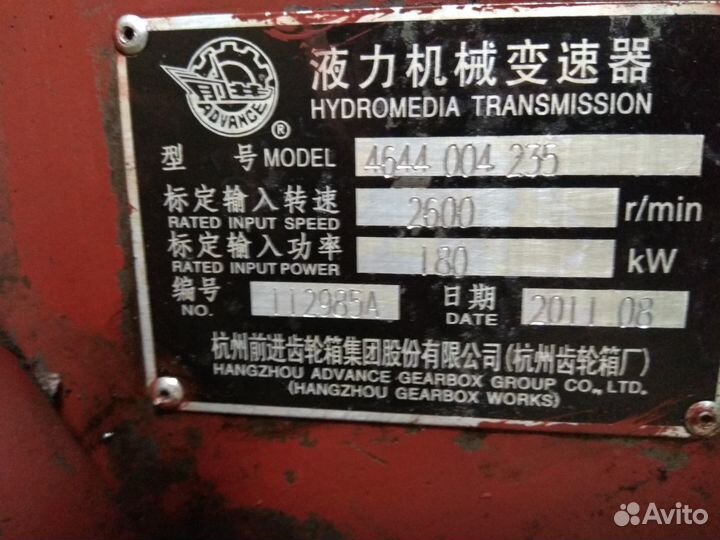 ADVANCE ®
液力机械变速器
HYDROMEDIA TRANSMISSION
型 号 MODEL 4644 004 235
标定输入转速 2600 r/min
RATED INPUT SPEED
标定输入功率 180 kW
RATED INPUT POWER
编号 112985A 日期 2011 08
NO. DATE
杭州前进齿轮箱集团股份有限公司(杭州齿轮箱厂)
HANGZHOU ADVANCE GEARBOX GROUP CO., LTD.
(HANGZHOU GEARBOX WORKS)
Avito